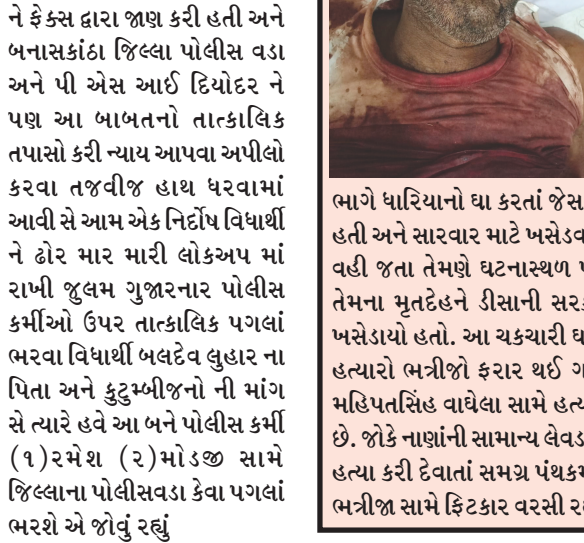 ને ફેક્સ દ્વારા જાણ કરી હતી અને
બનાસકાંઠા જિલ્લા પોલીસ વડા
અને પી એસ આઈ દિયોદર ને
પણ આ બાબતનો તાત્કાલિક
તપાસો કરી ન્યાય આપવા અપીલો
કરવા તજવીજ હાથ ધરવામાં
આવી સે આમ એક નિર્દોષ વિધાર્થી
ને ઢોર માર મારી લોકઅપ માં
રાખી જુલમ ગુજારનાર પોલીસ
કર્મીઓ ઉપર તાત્કાલિક પગલાં
ભરવા વિધાર્થી બલદેવ લુહાર ના
પિતા અને કુટુમ્બીજનો ની માંગ
સે ત્યારે હવે આ બને પોલીસ કર્મી
(૧)રમેશ (૨)મોડજી સામે
જિલ્લાના પોલીસવડા કેવા પગલાં
ભરશે એ જોવું રહ્યું
ભાગે ધારિયાનો ઘા કરતાં
હતી અને સારવાર માટે
વહી જતા તેમણે ઘટનાસ્થળ
તેમના મૃતદેહને ડીસાની
ખસેડાયો હતો. આ ચકચારી
હત્યારો ભત્રીજો ફરાર થઈ
મહિપતસિંહ વાઘેલા સામે
છે. જોકે નાણાંની સામાન્ય
હત્યા કરી દેવાતાં સમગ્ર
ભત્રીજા સામે ફિટકાર વરસી